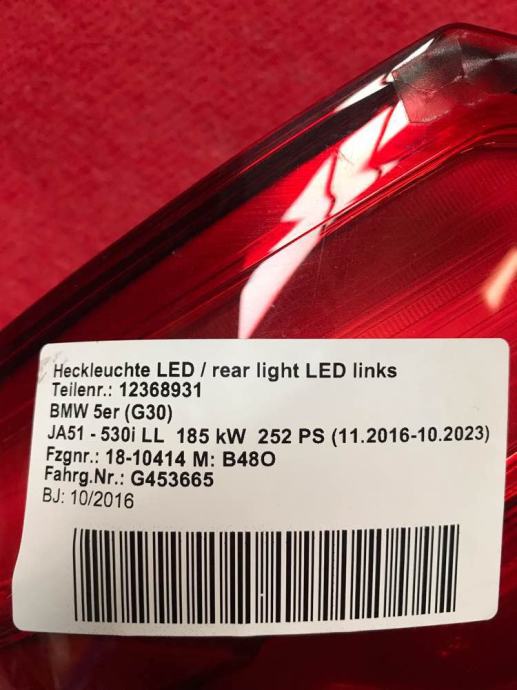 Heckleuchte LED / rear light LED links
Teilenr.: 12368931
BMW 5er (G30)
JA51 - 530i LL 185 kW 252 PS (11.2016-10.2023)
Fzgnr.: 18-10414 M: B48O
Fahrg.Nr.: G453665
BJ: 10/2016